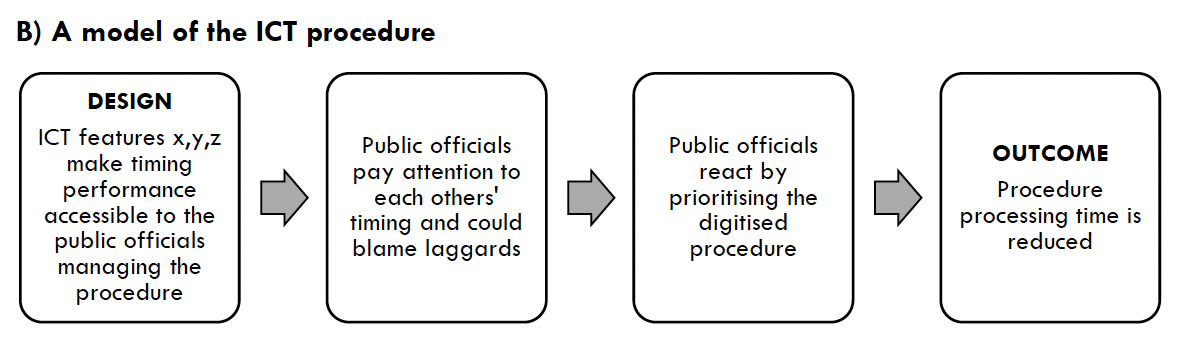 B) A model of the ICT procedure
DESIGN
ICT features x,y,z
make timing
performance
accessible to the
public officials
managing the
procedure
Public officials
pay attention to
each others'
timing and could
blame laggards
Public officials
react by
prioritising the
digitised
procedure
OUTCOME
Procedure
processing time is
reduced